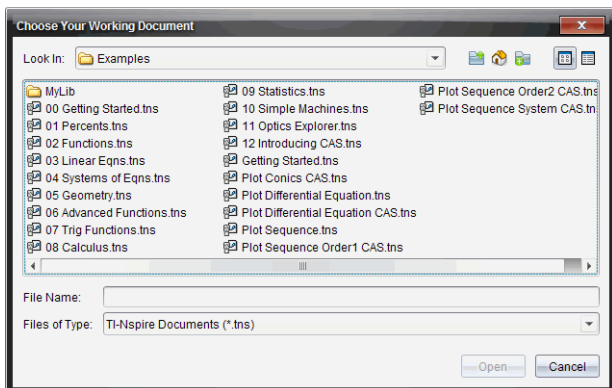 Choose Your Working Document
Look In: Examples
MyLib
00 Getting Started.tns
01 Percents.tns
02 Functions.tns
03 Linear Eqns.tns
04 Systems of Eqns.tns
05 Geometry.tns
06 Advanced Functions.tns
07 Trig Functions.tns
08 Calculus.tns
09 Statistics.tns
10 Simple Machines.tns
11 Optics Explorer.tns
12 Introducing CAS.tns
Getting Started.tns
Plot Conics CAS.tns
Plot Differential Equation.tns
Plot Differential Equation CAS.tns
Plot Sequence.tns
Plot Sequence Order1 CAS.tns
Plot Sequence Order2 CAS.tns
Plot Sequence System CAS.tn
File Name:
Files of Type: TI-Nspire Documents (*.tns)
Open Cancel